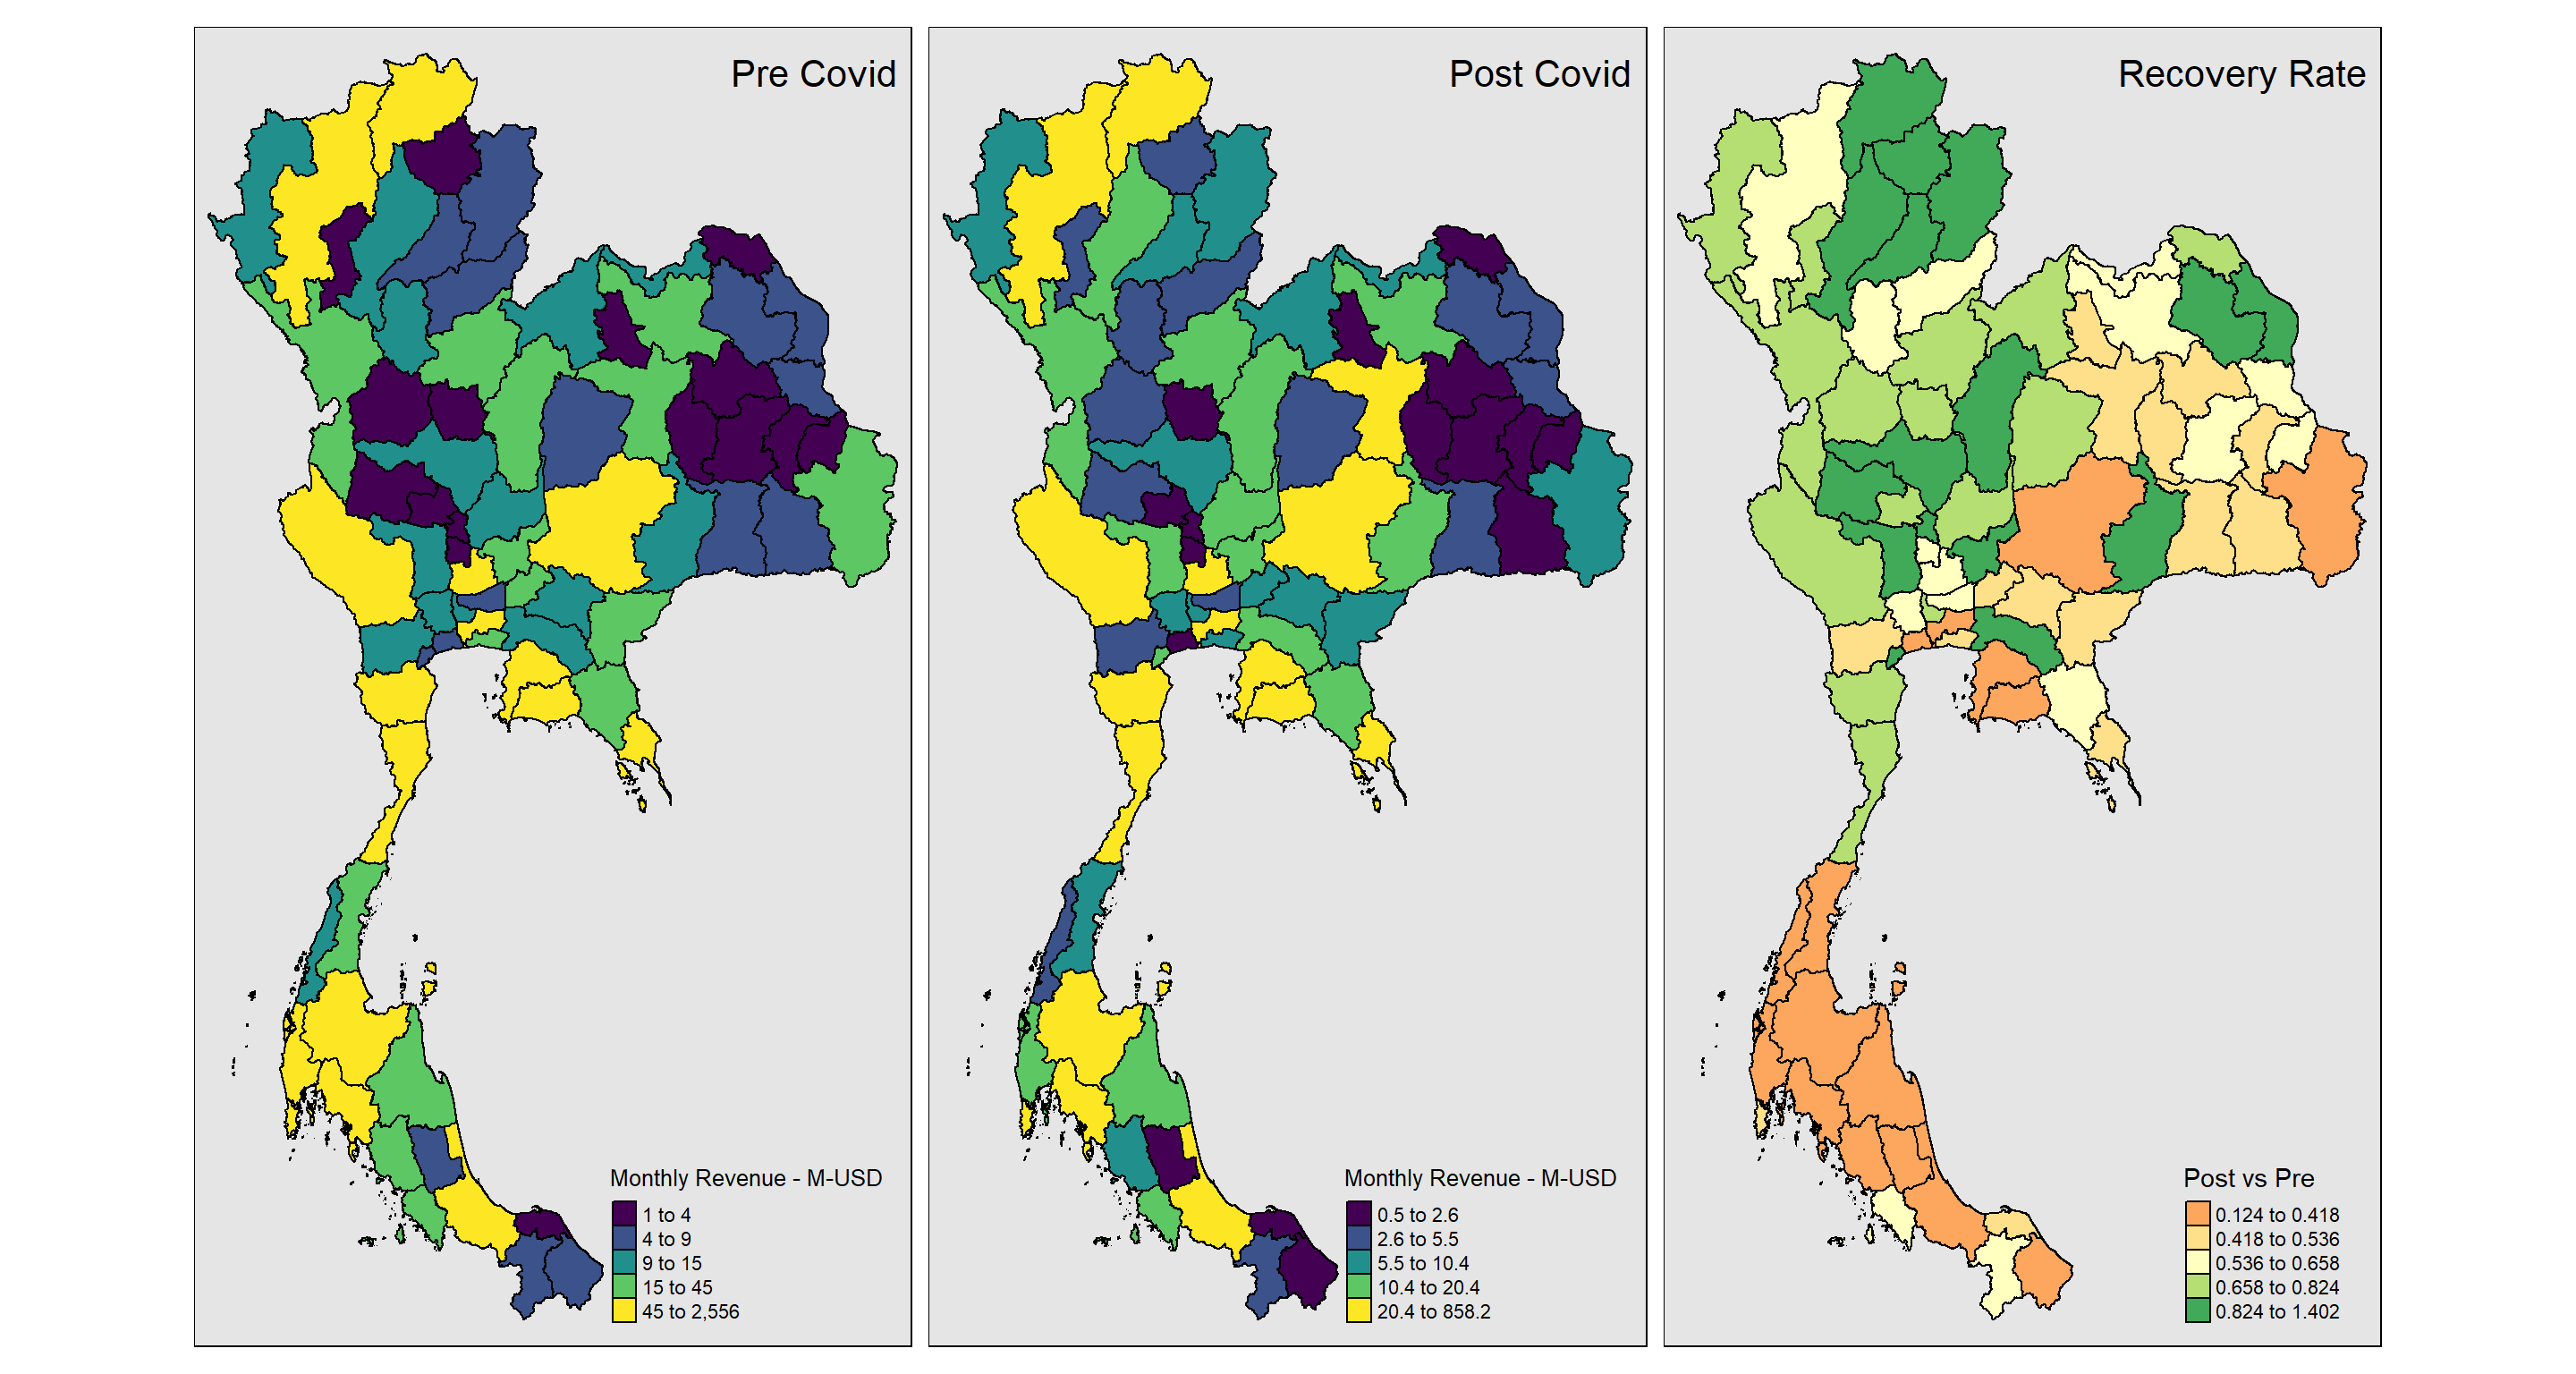 Pre Covid
Monthly Revenue - M-USD
1 to 4
4 to 9
9 to 15
15 to 45
45 to 2,556
Post Covid
Monthly Revenue - M-USD
0.5 to 2.6
2.6 to 5.5
5.5 to 10.4
10.4 to 20.4
20.4 to 858.2
Recovery Rate
Post vs Pre
0.124 to 0.418
0.418 to 0.536
0.536 to 0.658
0.658 to 0.824
0.824 to 1.402